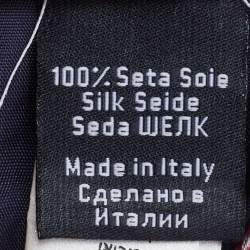 100% Seta Soie
Silk Seide
Seda ШЕЛК
Made in Italy
Сделано в
Италии